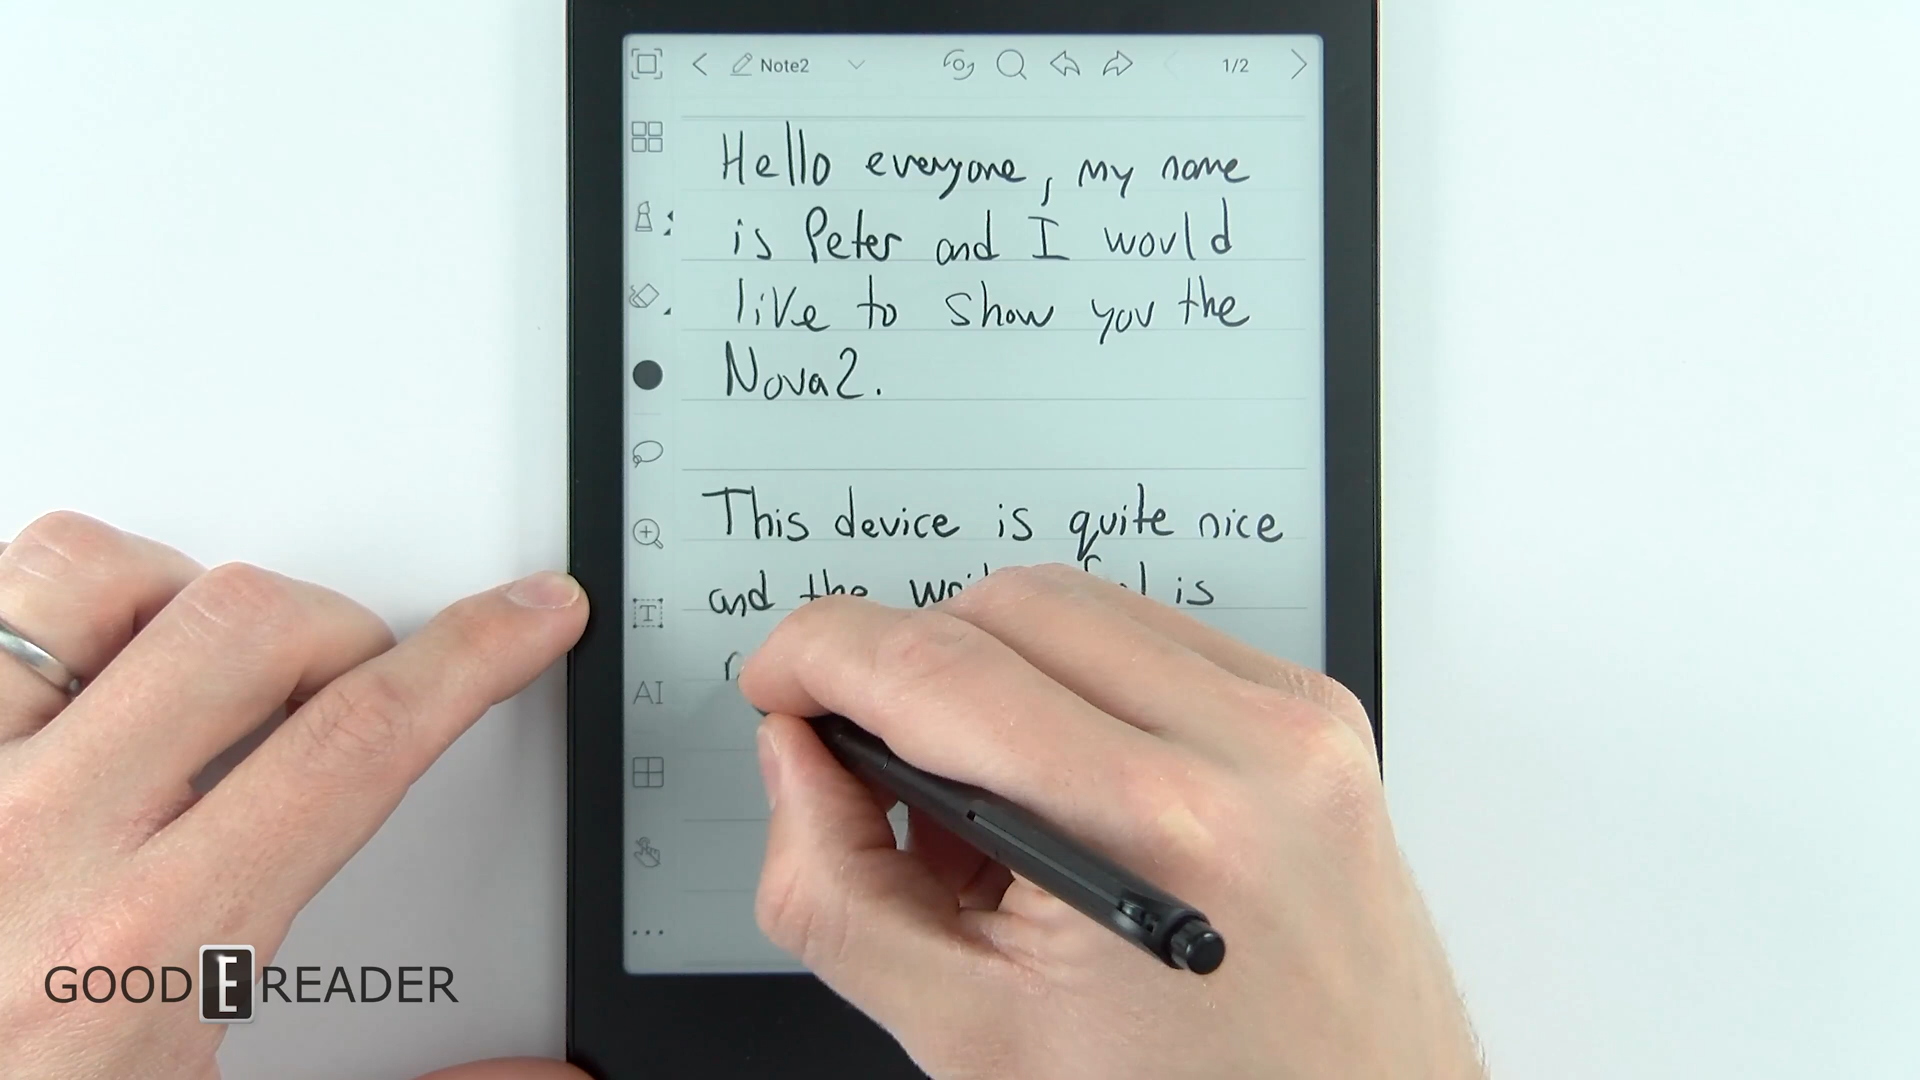 Note2
1/2
Hello everyone, my name
is Peter and I would
like to show you the
Nova2.
This device is quite nice
and the is
T
AI
GOOD E READER